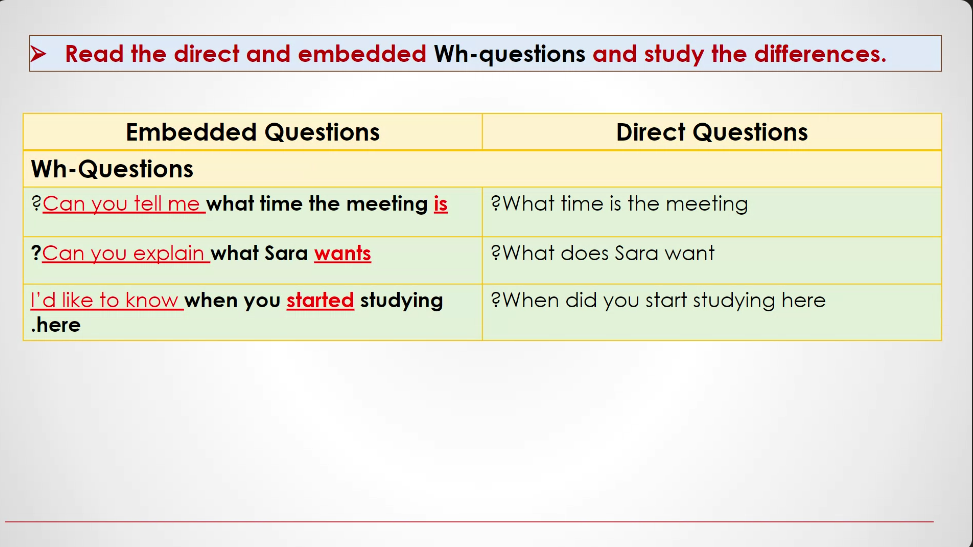 ➢ Read the direct and embedded Wh-questions and study the differences.
Embedded Questions
Direct Questions
Wh-Questions
?Can you tell me what time the meeting is
?What time is the meeting
?Can you explain what Sara wants
?What does Sara want
I'd like to know when you started studying
.here
?When did you start studying here